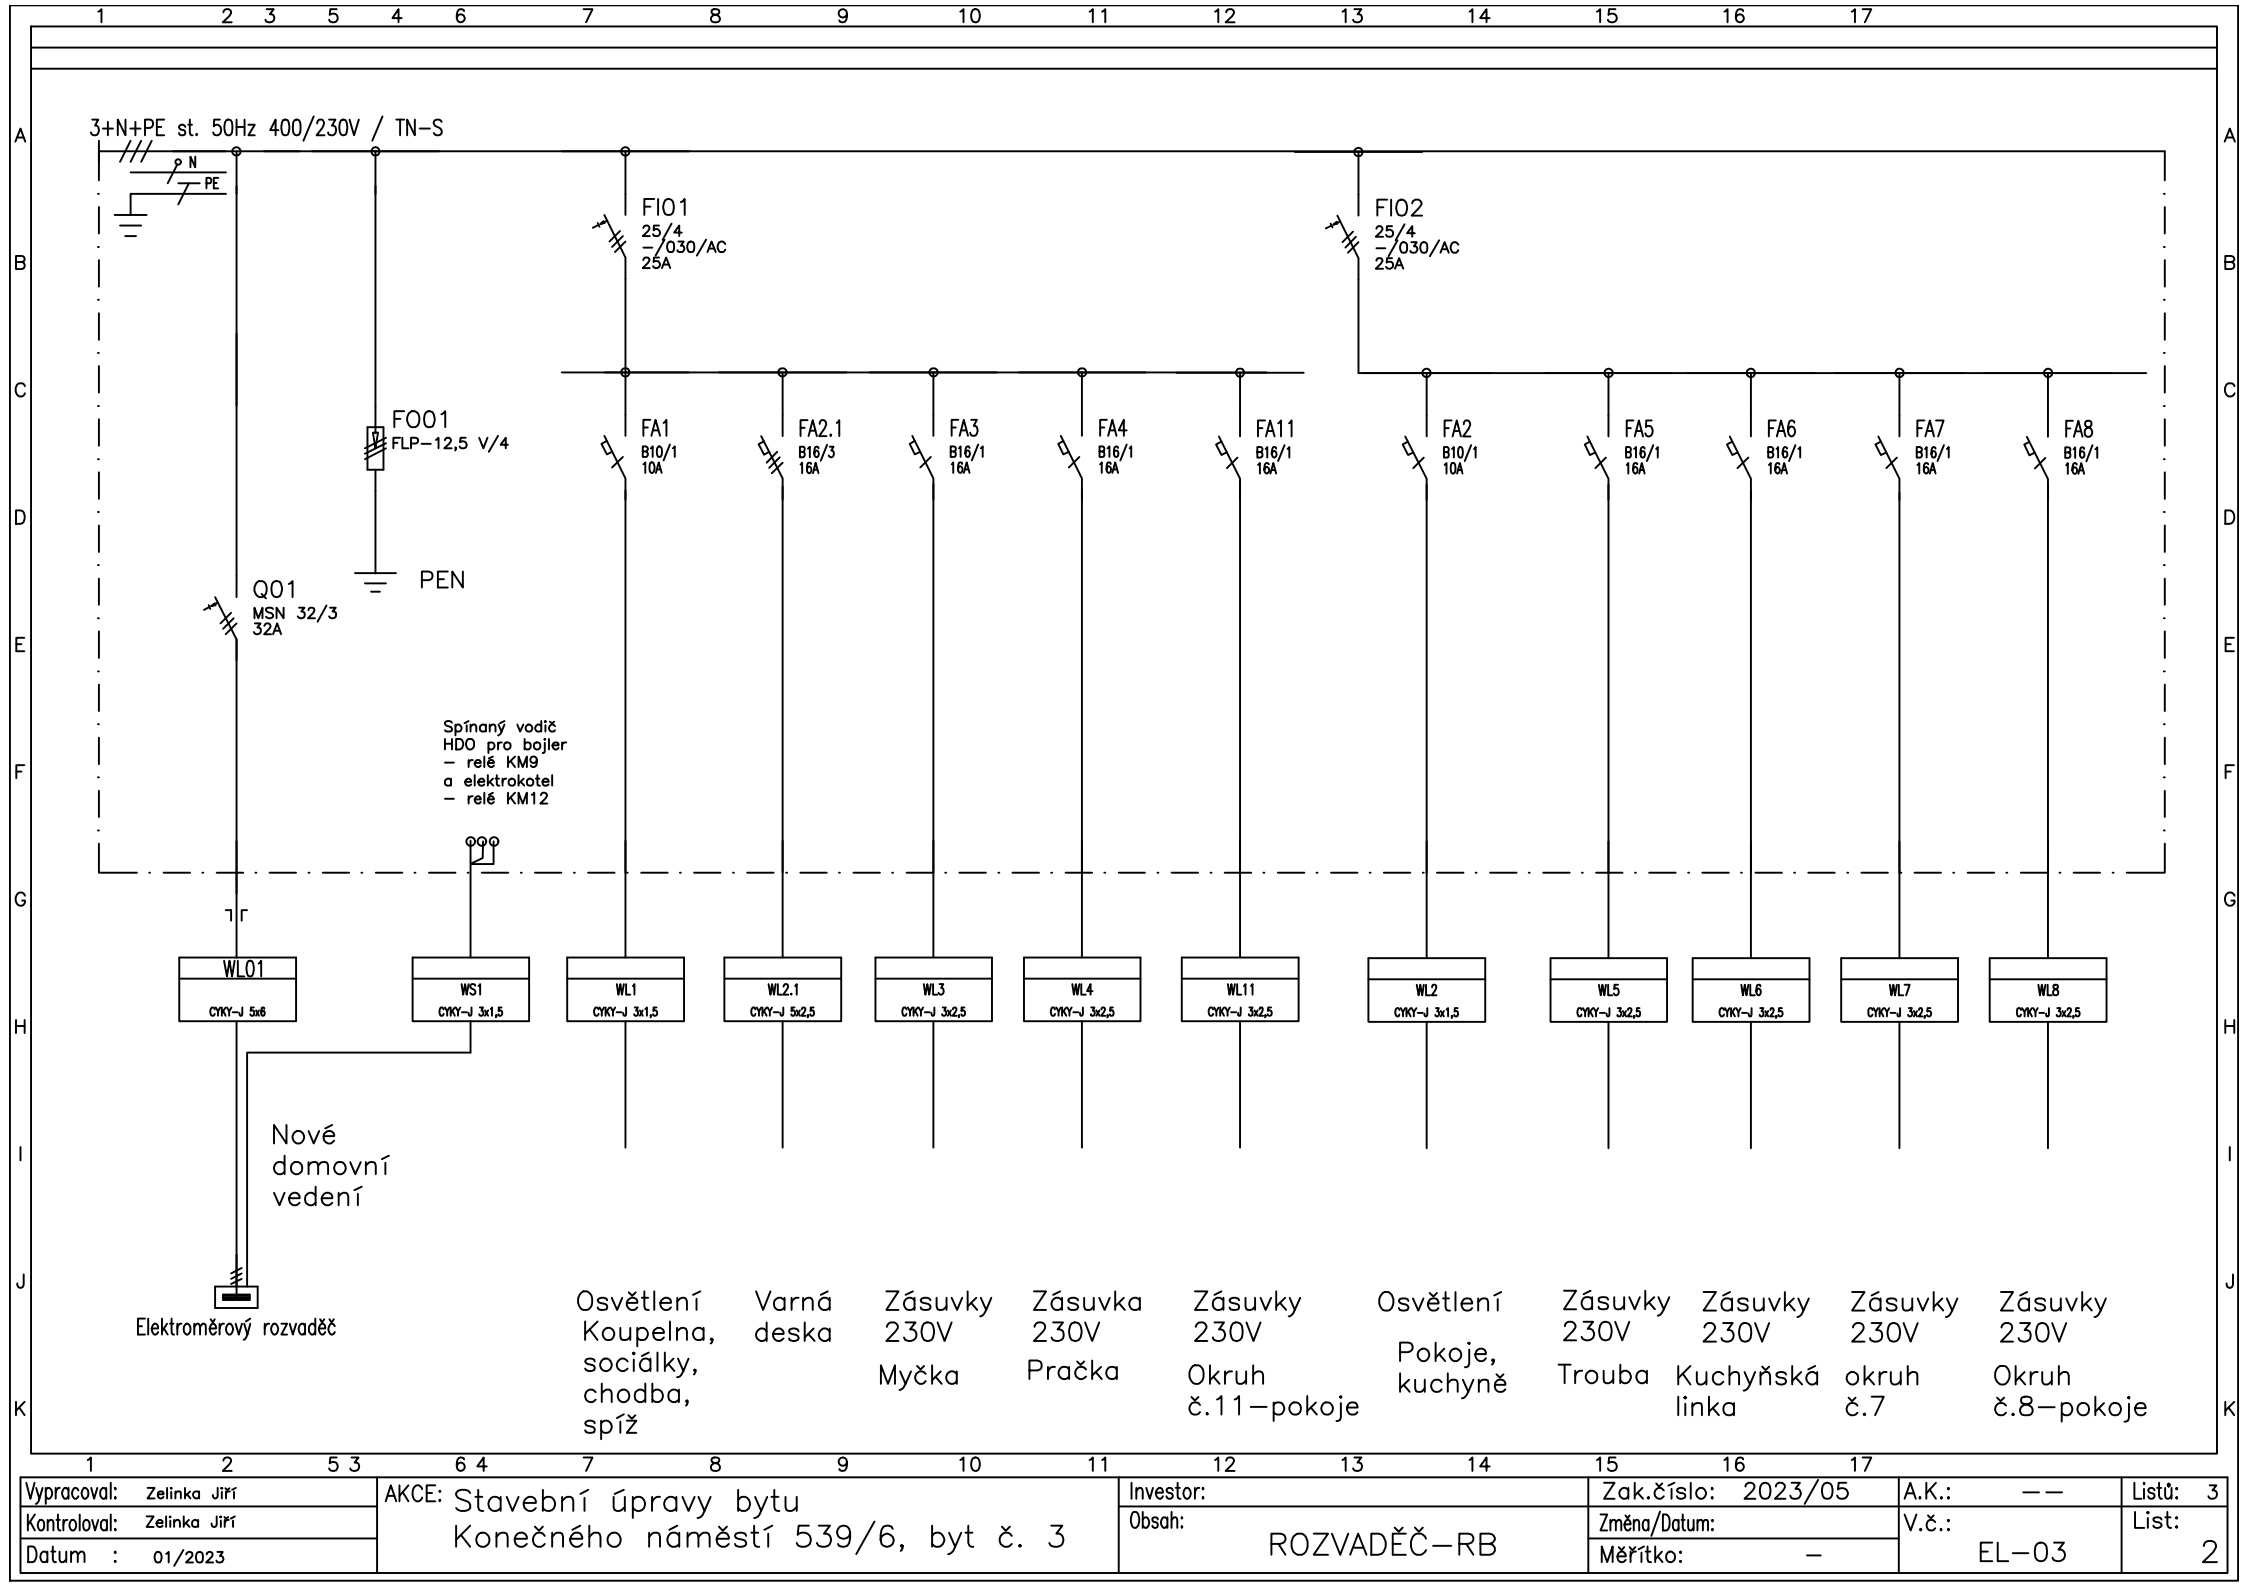 1 2 3 5 4 6 7 8 9 10 11 12 13 14 15 16 17
A A
B B
C C
D D
E E
F F
G G
H H
I I
J J
K K
3+N+PE st. 50Hz 400/230V / TN-S
N
PE
FI01
25/4
-/030/AC
25A
FI02
25/4
-/030/AC
25A
FO01
FLP-12,5 V/4
PEN
Q01
MSN 32/3
32A
FA1
B10/1
10A
FA2.1
B16/3
16A
FA3
B16/1
16A
FA4
B16/1
16A
FA11
B16/1
16A
FA2
B10/1
10A
FA5
B16/1
16A
FA6
B16/1
16A
FA7
B16/1
16A
FA8
B16/1
16A
Spínaný vodič
HDO pro bojler
- relé KM9
a elektrokotel
- relé KM12
WL01
CYKY-J 5x6
WS1
CYKY-J 3x1,5
WL1
CYKY-J 3x1,5
WL2.1
CYKY-J 5x2,5
WL3
CYKY-J 3x2,5
WL4
CYKY-J 3x2,5
WL11
CYKY-J 3x2,5
WL2
CYKY-J 3x1,5
WL5
CYKY-J 3x2,5
WL6
CYKY-J 3x2,5
WL7
CYKY-J 3x2,5
WL8
CYKY-J 3x2,5
Nové
domovní
vedení
Elektroměrový rozvaděč
Osvětlení
Koupelna,
sociálky,
chodba,
spíž
Varná
deska
Zásuvky
230V
Myčka
Zásuvka
230V
Pračka
Zásuvky
230V
Okruh
č.11-pokoje
Osvětlení
Pokoje,
kuchyně
Zásuvky
230V
Trouba
Zásuvky
230V
Kuchyňská
linka
Zásuvky
230V
okruh
č.7
Zásuvky
230V
Okruh
č.8-pokoje
1 2 5 3 6 4 7 8 9 10 11 12 13 14 15 16 17
Vypracoval: Zelinka Jiří
Kontroloval: Zelinka Jiří
Datum : 01/2023
AKCE: Stavební úpravy bytu
Konečného náměstí 539/6, byt č. 3
Investor:
Obsah:
ROZVADĚČ-RB
Zak.číslo: 2023/05
Změna/Datum:
Měřítko: -
A.K.: --
V.č.:
EL-03
Listů: 3
List:
2